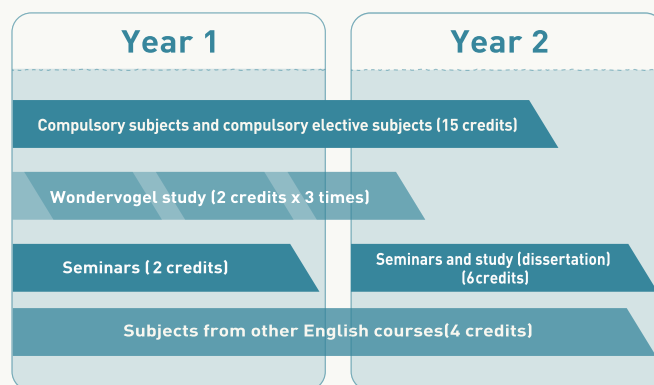 Year 1
Year 2
Compulsory subjects and compulsory elective subjects (15 credits)
Wondervogel study (2 credits x 3 times)
Seminars ( 2 credits)
Seminars and study (dissertation)
(6credits)
Subjects from other English courses(4 credits)